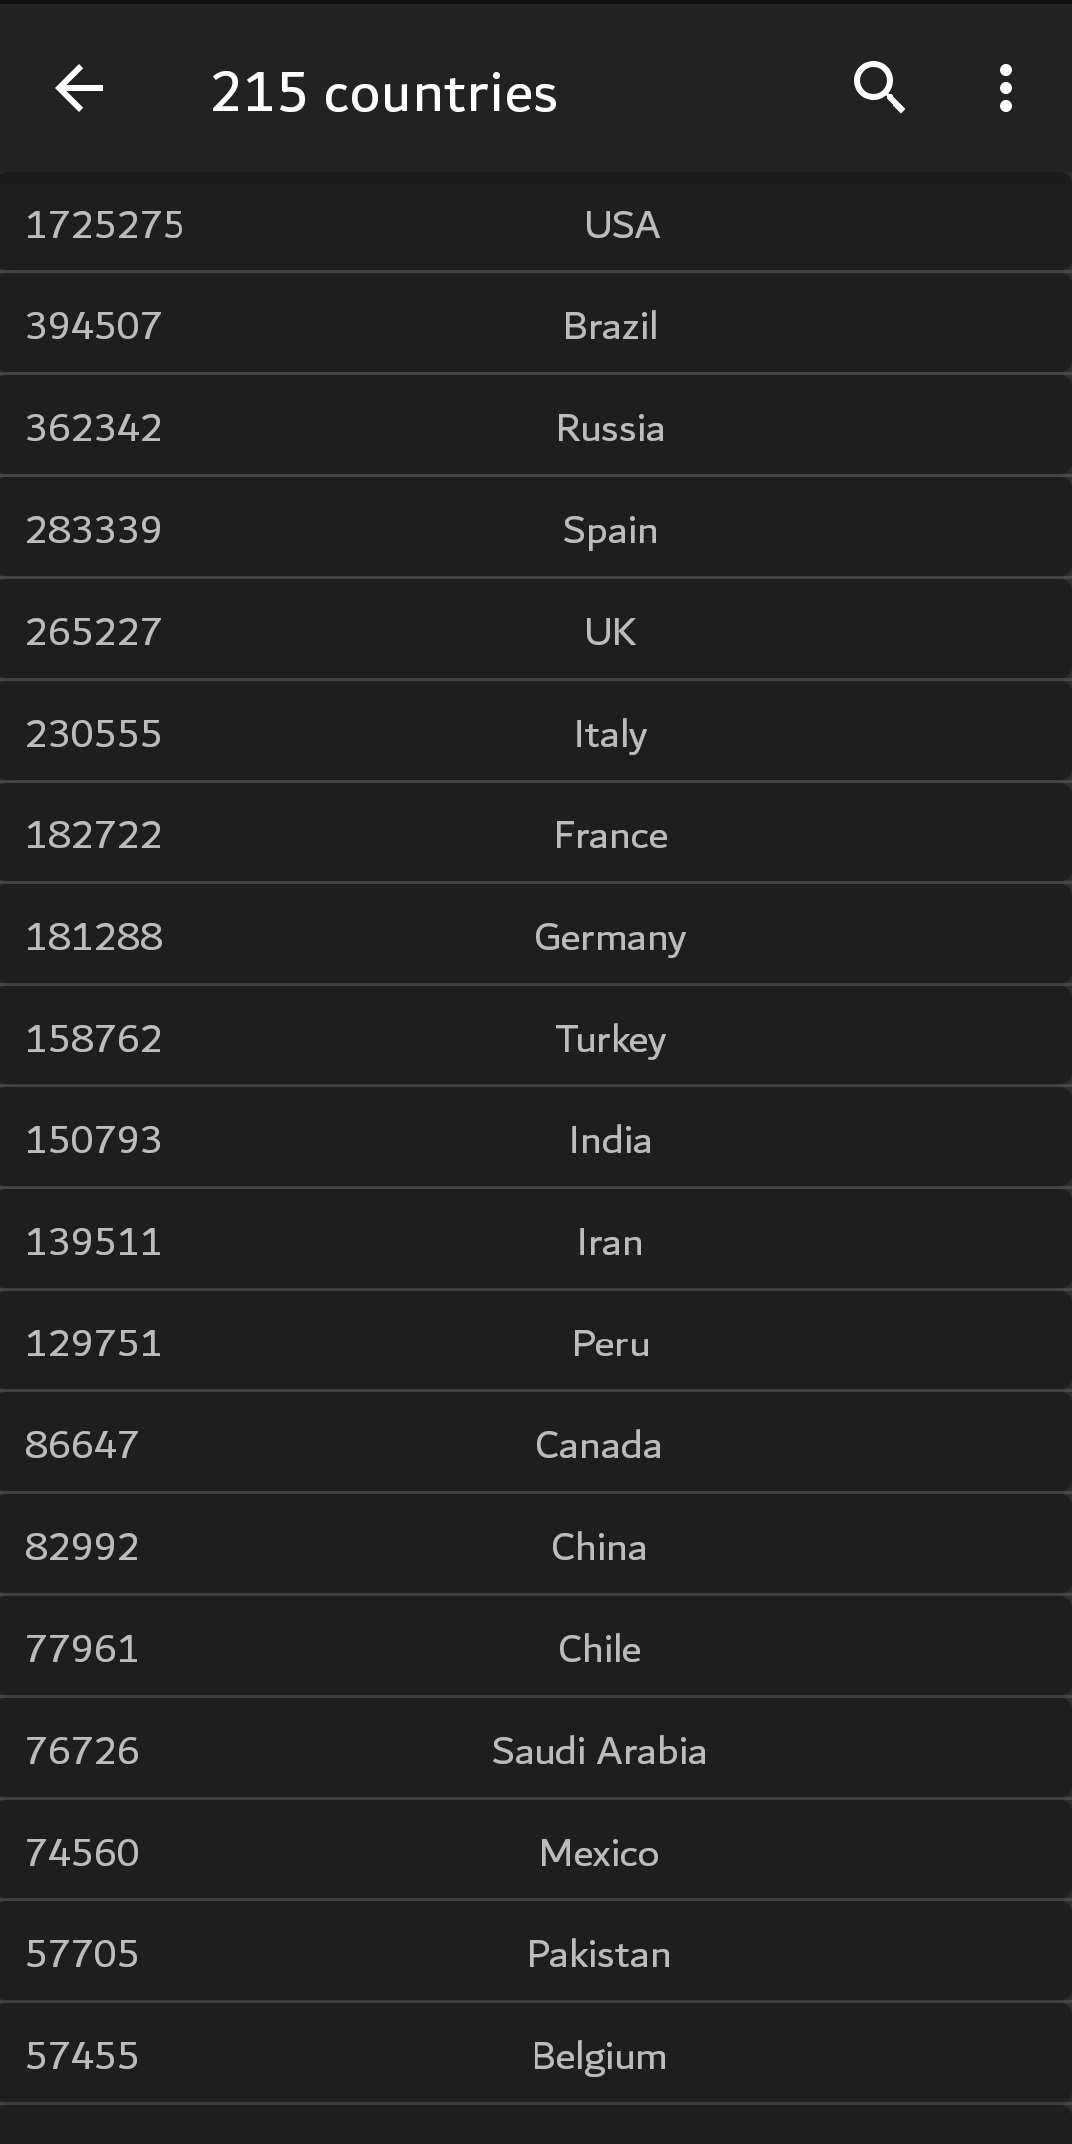 215 countries
1725275 USA
394507 Brazil
362342 Russia
283339 Spain
265227 UK
230555 Italy
182722 France
181288 Germany
158762 Turkey
150793 India
139511 Iran
129751 Peru
86647 Canada
82992 China
77961 Chile
76726 Saudi Arabia
74560 Mexico
57705 Pakistan
57455 Belgium